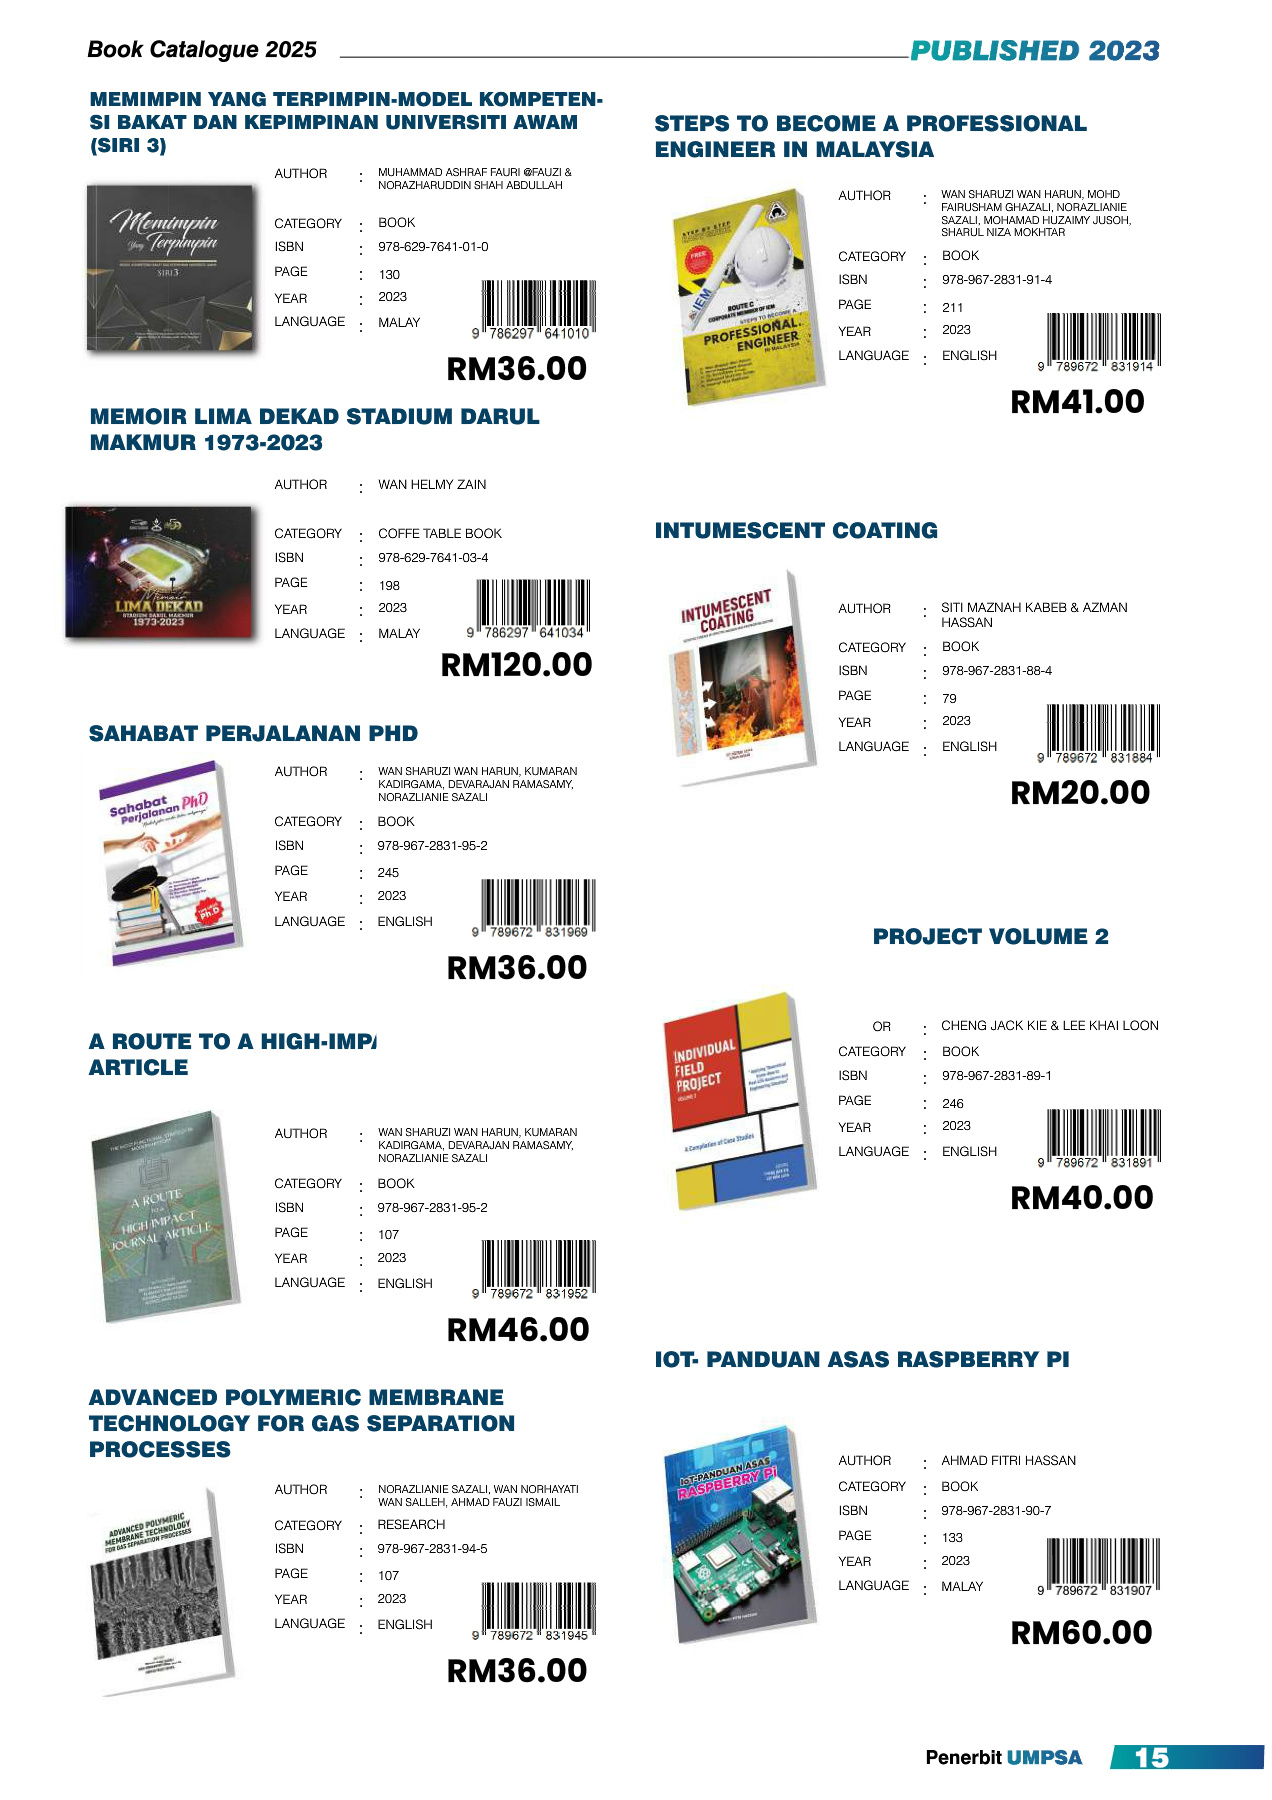 Book Catalogue 2025
PUBLISHED 2023
MEMIMPIN YANG TERPIMPIN-MODEL KOMPETEN-
SI BAKAT DAN KEPIMPINAN UNIVERSITI AWAM
(SIRI 3)
Memimpin
Yang Terpimpin
SIRI 3
AUTHOR : MUHAMMAD ASHRAF FAURI @FAUZI &
NORAZHARUDDIN SHAH ABDULLAH
CATEGORY : BOOK
ISBN : 978-629-7641-01-0
PAGE : 130
YEAR : 2023
LANGUAGE : MALAY
9 786297 641010
RM36.00
MEMOIR LIMA DEKAD STADIUM DARUL
MAKMUR 1973-2023
Memoir
LIMA DEKAD
STADIUM DARUL MAKMUR
1973-2023
AUTHOR : WAN HELMY ZAIN
CATEGORY : COFFE TABLE BOOK
ISBN : 978-629-7641-03-4
PAGE : 198
YEAR : 2023
LANGUAGE : MALAY
9 786297 641034
RM120.00
SAHABAT PERJALANAN PHD
Sahabat
Perjalanan PhD
Ph.D
AUTHOR : WAN SHARUZI WAN HARUN, KUMARAN
KADIRGAMA, DEVARAJAN RAMASAMY,
NORAZLIANIE SAZALI
CATEGORY : BOOK
ISBN : 978-967-2831-95-2
PAGE : 245
YEAR : 2023
LANGUAGE : ENGLISH
9 789672 831969
RM36.00
A ROUTE TO A HIGH-IMPA
ARTICLE
A ROUTE
TO A
HIGH IMPACT
JOURNAL ARTICLE
AUTHOR : WAN SHARUZI WAN HARUN, KUMARAN
KADIRGAMA, DEVARAJAN RAMASAMY,
NORAZLIANIE SAZALI
CATEGORY : BOOK
ISBN : 978-967-2831-95-2
PAGE : 107
YEAR : 2023
LANGUAGE : ENGLISH
9 789672 831952
RM46.00
ADVANCED POLYMERIC MEMBRANE
TECHNOLOGY FOR GAS SEPARATION
PROCESSES
ADVANCED POLYMERIC
MEMBRANE TECHNOLOGY
FOR GAS SEPARATION PROCESSES
AUTHOR : NORAZLIANIE SAZALI, WAN NORHAYATI
WAN SALLEH, AHMAD FAUZI ISMAIL
CATEGORY : RESEARCH
ISBN : 978-967-2831-94-5
PAGE : 107
YEAR : 2023
LANGUAGE : ENGLISH
9 789672 831945
RM36.00
STEPS TO BECOME A PROFESSIONAL
ENGINEER IN MALAYSIA
STEP BY STEP
FREE
IEM
ROUTE C
CORPORATE MEMBER OF IEM
STEPS TO BECOME A
PROFESSIONAL
ENGINEER
IN MALAYSIA
AUTHOR : WAN SHARUZI WAN HARUN, MOHD
FAIRUSHAM GHAZALI, NORAZLIANIE
SAZALI, MOHAMAD HUZAIMY JUSOH,
SHARUL NIZA MOKHTAR
CATEGORY : BOOK
ISBN : 978-967-2831-91-4
PAGE : 211
YEAR : 2023
LANGUAGE : ENGLISH
9 789672 831914
RM41.00
INTUMESCENT COATING
INTUMESCENT
COATING
AUTHOR : SITI MAZNAH KABEB & AZMAN
HASSAN
CATEGORY : BOOK
ISBN : 978-967-2831-88-4
PAGE : 79
YEAR : 2023
LANGUAGE : ENGLISH
9 789672 831884
RM20.00
PROJECT VOLUME 2
INDIVIDUAL
FIELD
PROJECT
VOLUME 2
A Compilation of Case Studies
OR : CHENG JACK KIE & LEE KHAI LOON
CATEGORY : BOOK
ISBN : 978-967-2831-89-1
PAGE : 246
YEAR : 2023
LANGUAGE : ENGLISH
9 789672 831891
RM40.00
IOT- PANDUAN ASAS RASPBERRY PI
IoT-PANDUAN ASAS
RASPBERRY Pi
AUTHOR : AHMAD FITRI HASSAN
CATEGORY : BOOK
ISBN : 978-967-2831-90-7
PAGE : 133
YEAR : 2023
LANGUAGE : MALAY
9 789672 831907
RM60.00
Penerbit UMPSA
15